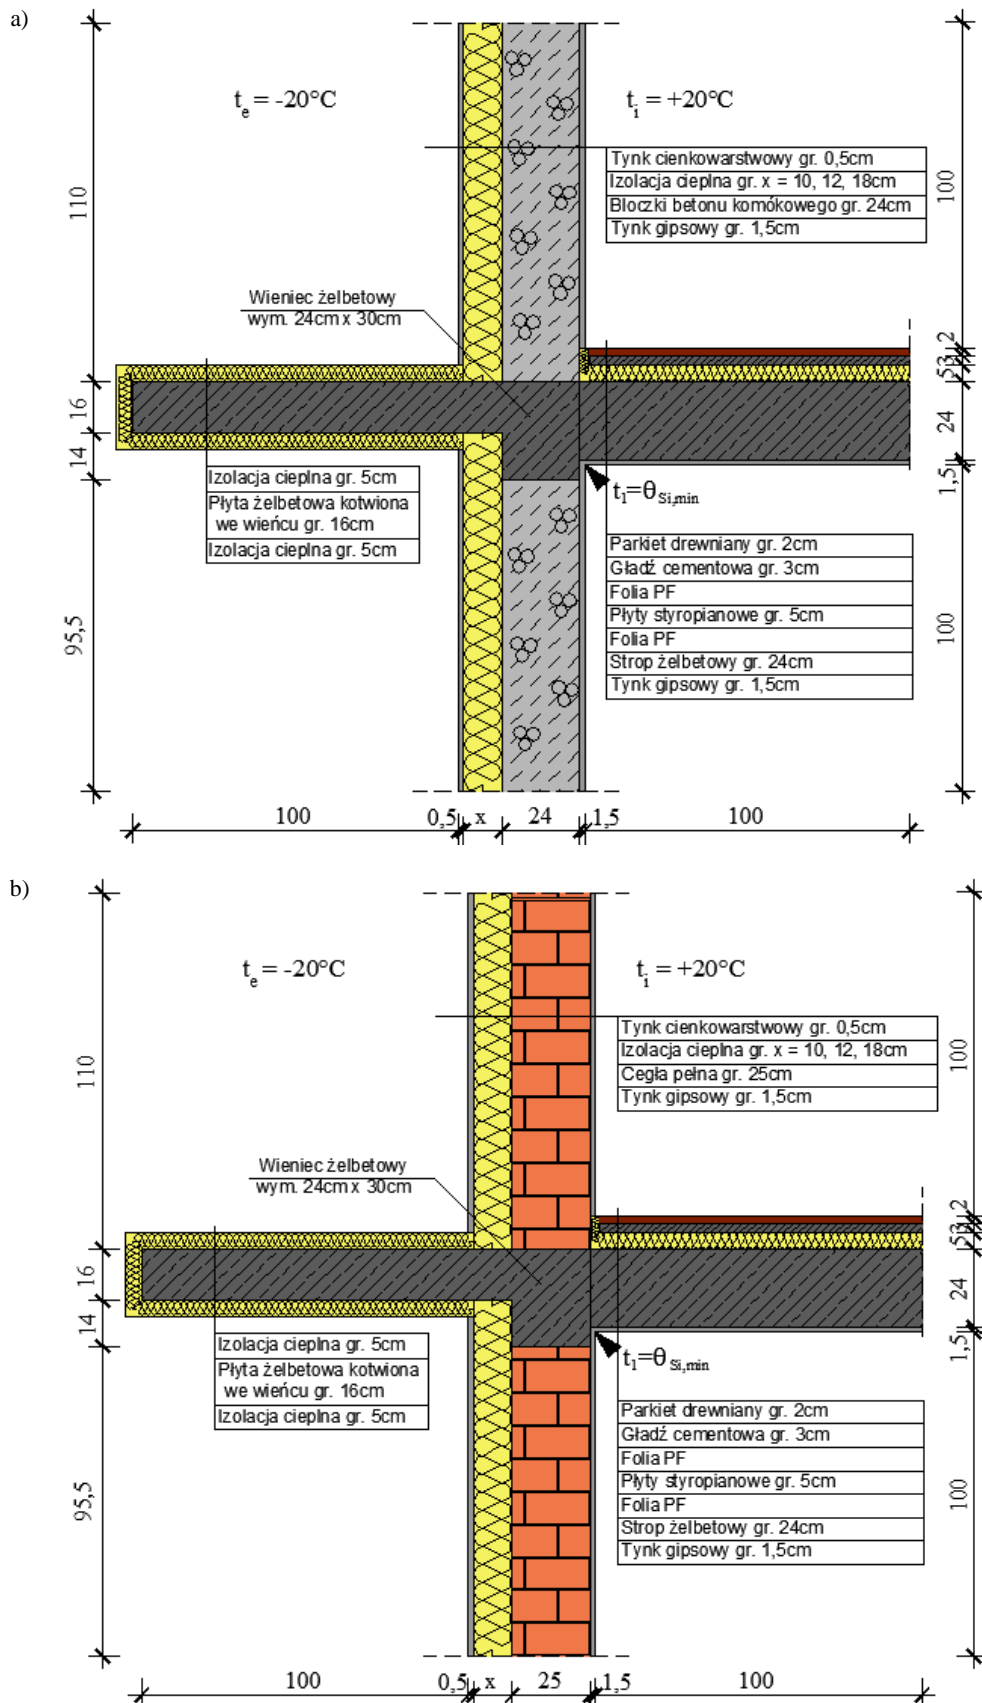 a)
t_e = -20°C
t_i = +20°C
Tynk cienkowarstwowy gr. 0,5cm
Izolacja cieplna gr. x = 10, 12, 18cm
Bloczki betonu komókowego gr. 24cm
Tynk gipsowy gr. 1,5cm
110
100
Wieniec żelbetowy
wym. 24cm x 30cm
2
3
5
16
24
14
1,5
Izolacja cieplna gr. 5cm
Płyta żelbetowa kotwiona
we wieńcu gr. 16cm
Izolacja cieplna gr. 5cm
t₁=θ_Si,min
Parkiet drewniany gr. 2cm
Gładź cementowa gr. 3cm
Folia PF
Płyty styropianowe gr. 5cm
Folia PF
Strop żelbetowy gr. 24cm
Tynk gipsowy gr. 1,5cm
95,5
100
100 0,5 x 24 1,5 100
b)
t_e = -20°C
t_i = +20°C
Tynk cienkowarstwowy gr. 0,5cm
Izolacja cieplna gr. x = 10, 12, 18cm
Cegła pełna gr. 25cm
Tynk gipsowy gr. 1,5cm
110
100
Wieniec żelbetowy
wym. 24cm x 30cm
2
3
5
16
24
14
1,5
Izolacja cieplna gr. 5cm
Płyta żelbetowa kotwiona
we wieńcu gr. 16cm
Izolacja cieplna gr. 5cm
t₁=θ_Si,min
Parkiet drewniany gr. 2cm
Gładź cementowa gr. 3cm
Folia PF
Płyty styropianowe gr. 5cm
Folia PF
Strop żelbetowy gr. 24cm
Tynk gipsowy gr. 1,5cm
95,5
100
100 0,5 x 25 1,5 100